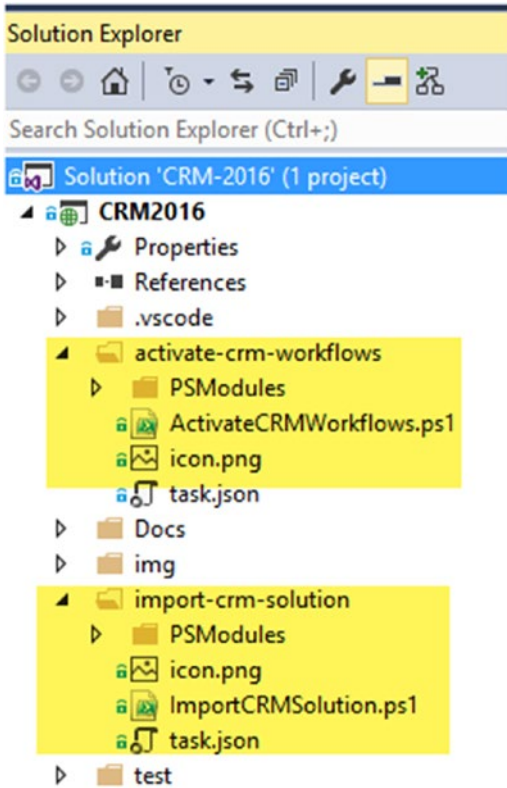 Solution Explorer
Search Solution Explorer (Ctrl+;)
Solution 'CRM-2016' (1 project)
CRM2016
Properties
References
.vscode
activate-crm-workflows
PSModules
ActivateCRMWorkflows.ps1
icon.png
task.json
Docs
img
import-crm-solution
PSModules
icon.png
ImportCRMSolution.ps1
task.json
test